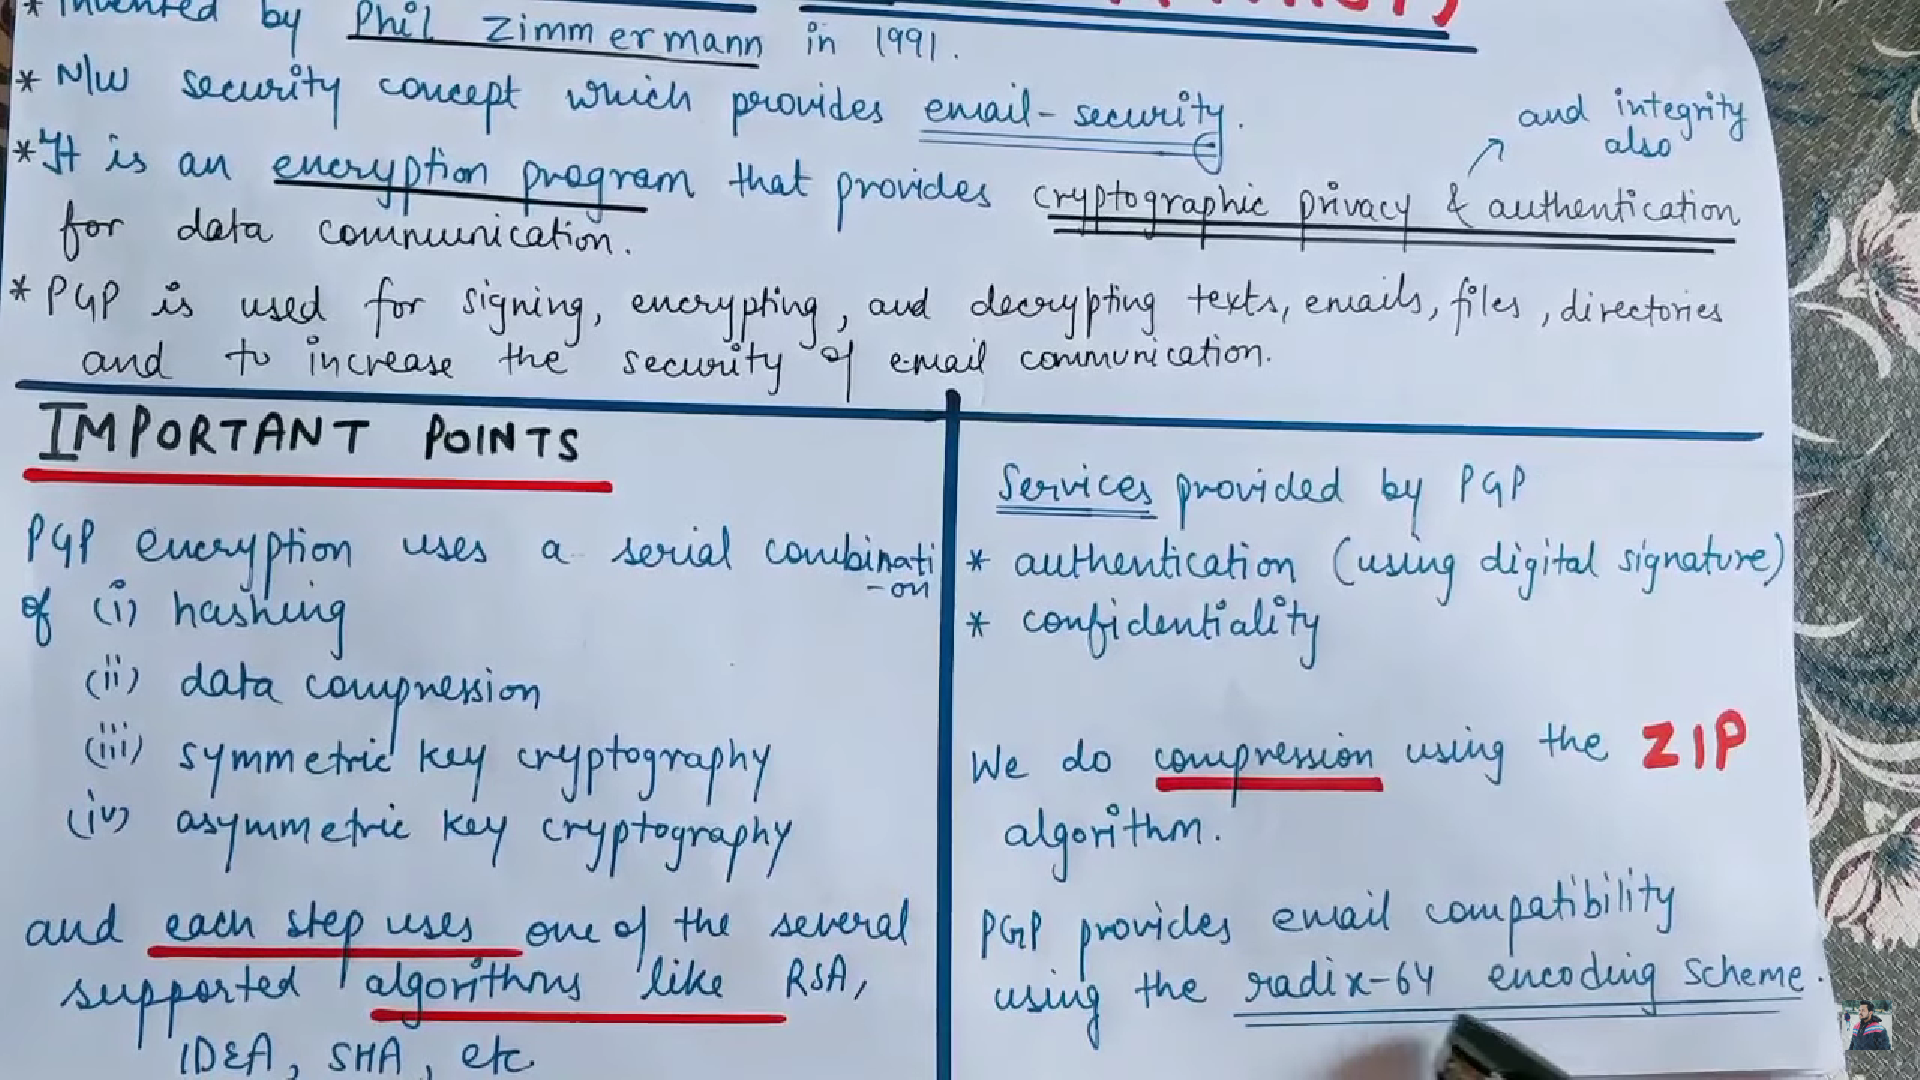 * Invented by Phil Zimmermann in 1991.
* N/W security concept which provides email-security.
and integrity
also
* It is an encryption program that provides cryptographic privacy & authentication
for data communication.
* PGP is used for signing, encrypting, and decrypting texts, emails, files, directories
and to increase the security of email communication.
IMPORTANT POINTS
PGP encryption uses a serial combinati
-on
of (i) hashing
(ii) data compression
(iii) symmetric key cryptography
(iv) asymmetric key cryptography
and each step uses one of the several
supported algorithms like RSA,
IDEA, SHA, etc
Services provided by PGP
* authentication (using digital signature)
* confidentiality
We do compression using the ZIP
algorithm.
PGP provides email compatibility
using the radix-64 encoding scheme.